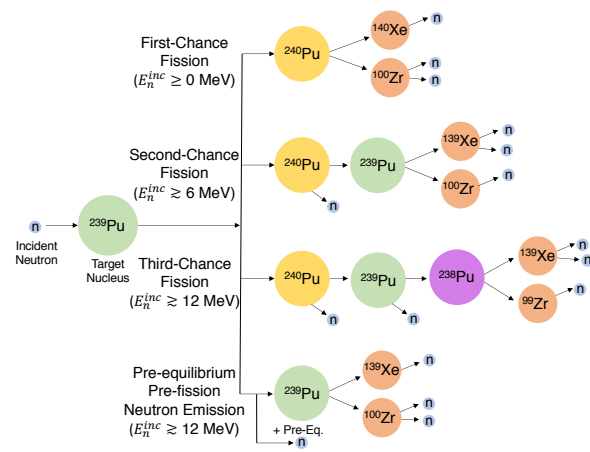 First-Chance
Fission
($E_n^{inc}$ ≥ 0 MeV)
²⁴⁰Pu
¹⁴⁰Xe
n
¹⁰⁰Zr
n
n
Second-Chance
Fission
($E_n^{inc}$ ≳ 6 MeV)
²⁴⁰Pu
n
²³⁹Pu
¹³⁹Xe
n
n
¹⁰⁰Zr
n
n
Incident
Neutron
²³⁹Pu
Target
Nucleus
Third-Chance
Fission
($E_n^{inc}$ ≳ 12 MeV)
²⁴⁰Pu
n
²³⁹Pu
n
²³⁸Pu
¹³⁹Xe
n
n
⁹⁹Zr
n
Pre-equilibrium
Pre-fission
Neutron Emission
($E_n^{inc}$ ≳ 12 MeV)
²³⁹Pu
+ Pre-Eq.
n
¹³⁹Xe
n
¹⁰⁰Zr
n
n